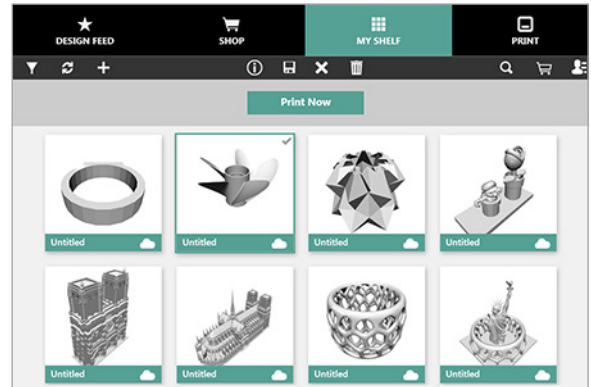 DESIGN FEED
SHOP
MY SHELF
PRINT
Print Now
Untitled
Untitled
Untitled
Untitled
Untitled
Untitled
Untitled
Untitled